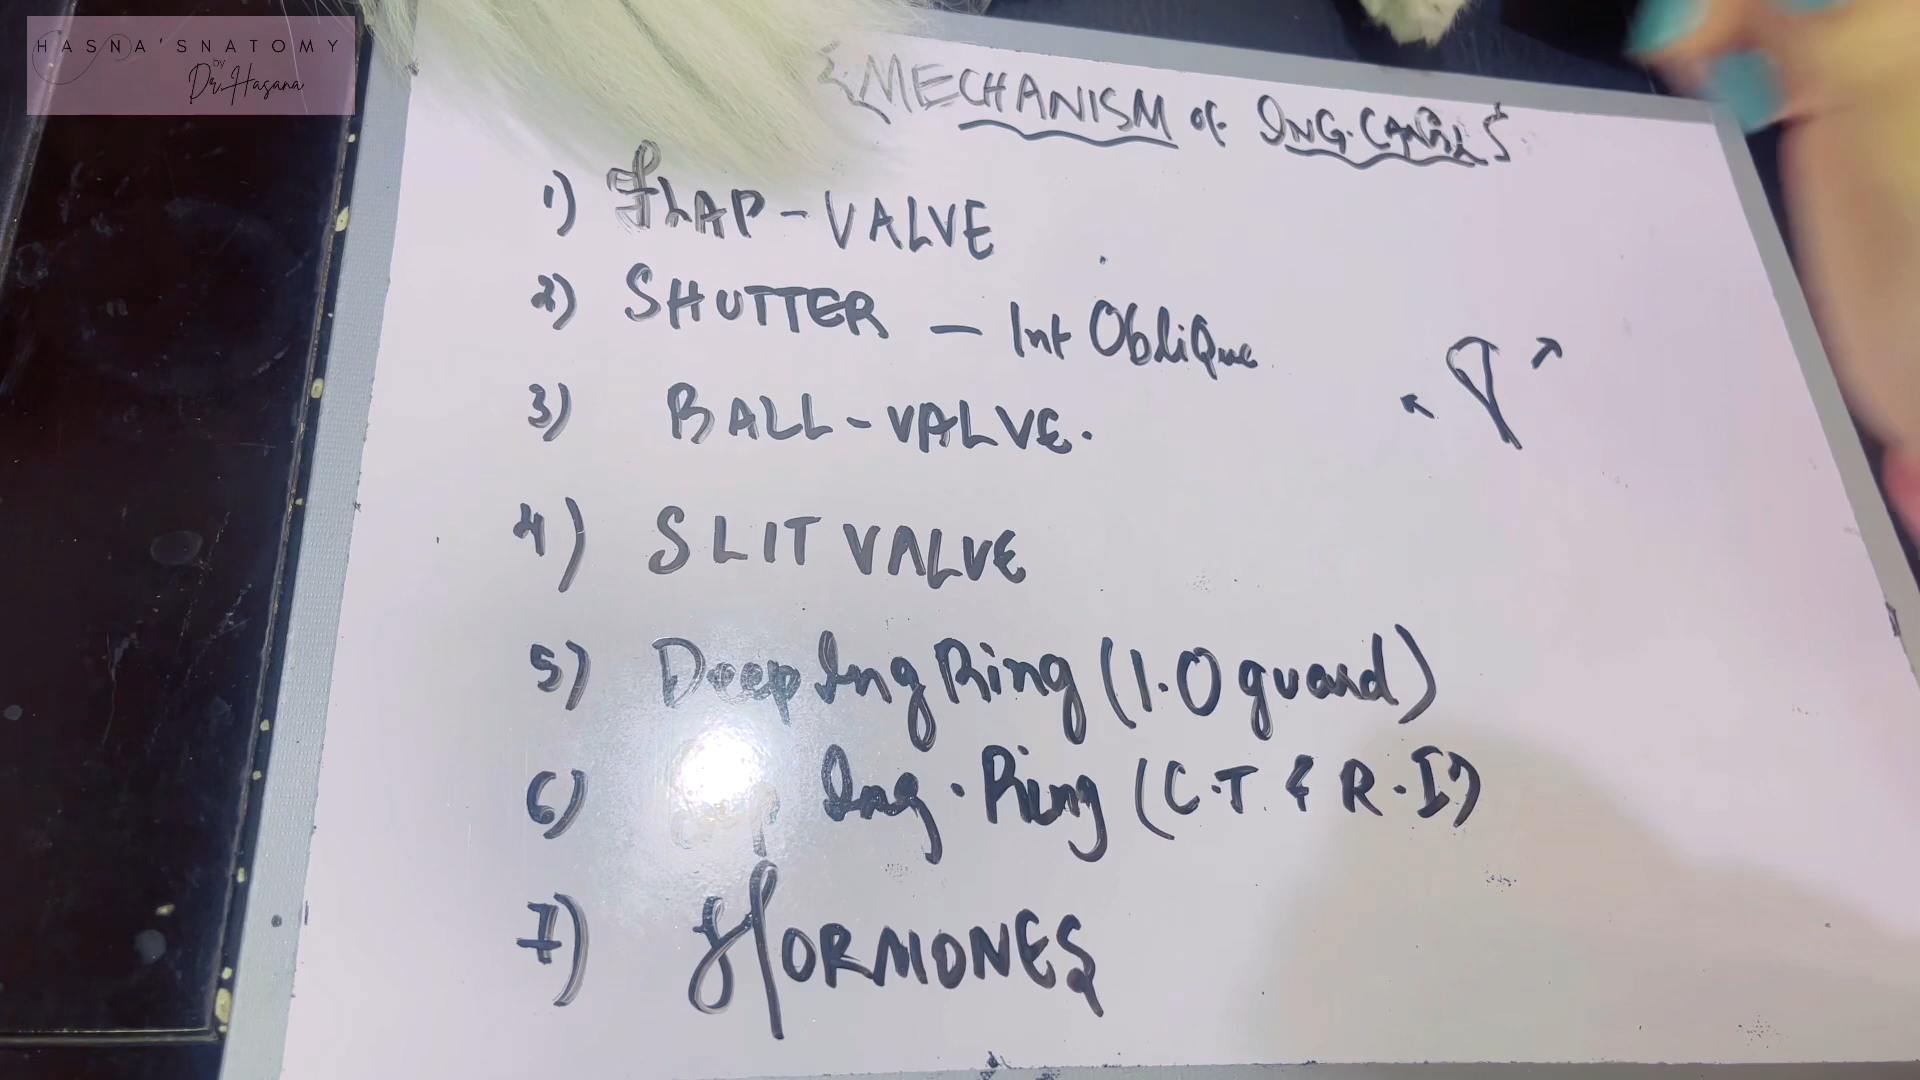 HASNA'SNATOMY
by
Dr.Hasana
MECHANISM of ING. CANAL
1) FLAP-VALVE
2) SHUTTER - Int Oblique
3) BALL-VALVE.
4) SLIT VALVE
5) Deep Ing Ring (I.O guard)
6) Ing. Ring (C.T. & R.I)
7) HORMONES